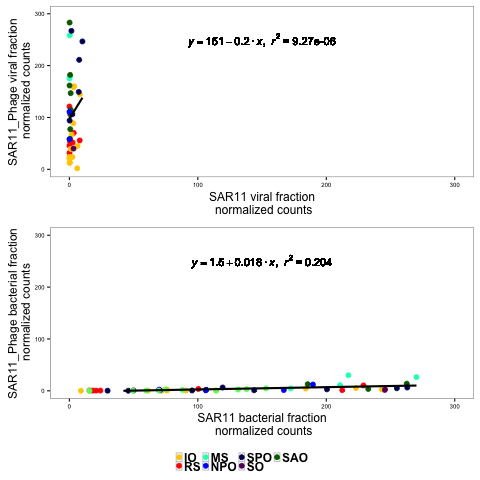 300
200
100
0
SAR11_Phage viral fraction
normalized counts
y = 151 − 0.2 · x, r² = 9.27e-06
0 100 200 300
SAR11 viral fraction
normalized counts
300
200
100
0
SAR11_Phage bacterial fraction
normalized counts
y = 1.5 + 0.018 · x, r² = 0.204
0 100 200 300
SAR11 bacterial fraction
normalized counts
IO MS SPO SAO
RS NPO SO